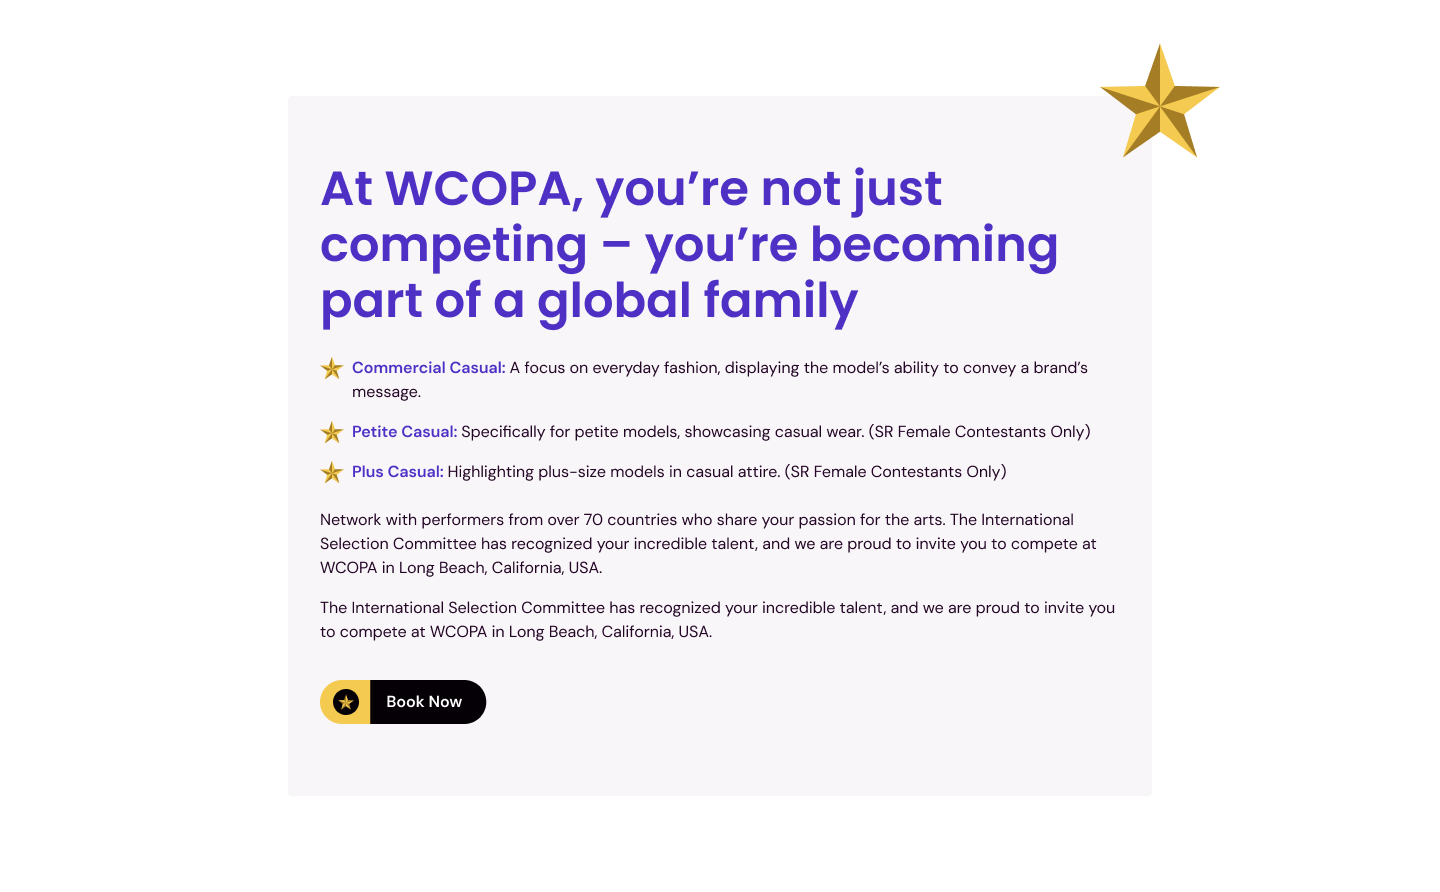 At WCOPA, you’re not just
competing – you’re becoming
part of a global family
Commercial Casual: A focus on everyday fashion, displaying the model’s ability to convey a brand’s
message.
Petite Casual: Specifically for petite models, showcasing casual wear. (SR Female Contestants Only)
Plus Casual: Highlighting plus-size models in casual attire. (SR Female Contestants Only)
Network with performers from over 70 countries who share your passion for the arts. The International
Selection Committee has recognized your incredible talent, and we are proud to invite you to compete at
WCOPA in Long Beach, California, USA.
The International Selection Committee has recognized your incredible talent, and we are proud to invite you
to compete at WCOPA in Long Beach, California, USA.
Book Now